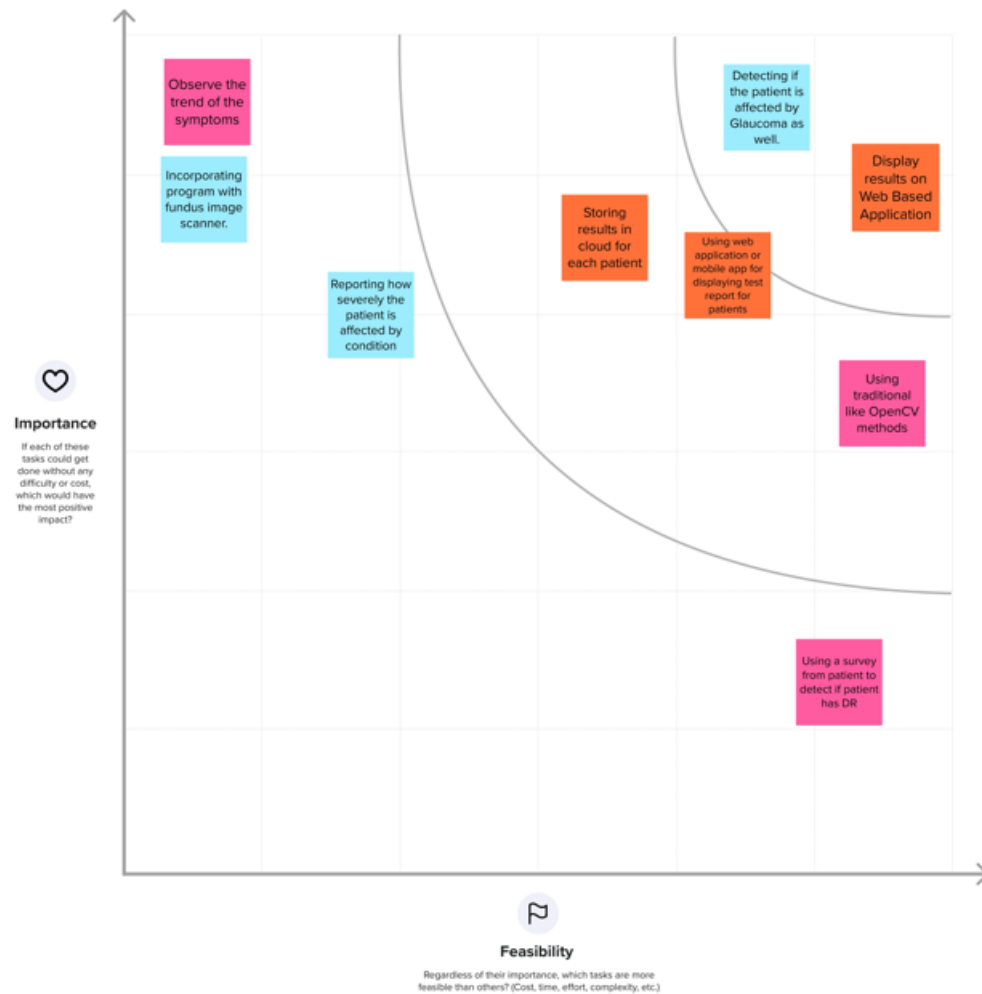 Observe the
trend of the
symptoms
Incorporating
program with
fundus image
scanner.
Reporting how
severely the
patient is
affected by
condition
Storing
results in
cloud for
each patient
Using web
application or
mobile app for
displaying test
report for
patients
Detecting if
the patient is
affected by
Glaucoma as
well.
Display
results on
Web Based
Application
Using
traditional
like OpenCV
methods
Using a survey
from patient to
detect if patient
has DR
Importance
If each of these
tasks could get
done without any
difficulty or cost,
which would have
the most positive
impact?
Feasibility
Regardless of their importance, which tasks are more
feasible than others? (Cost, time, effort, complexity, etc.)